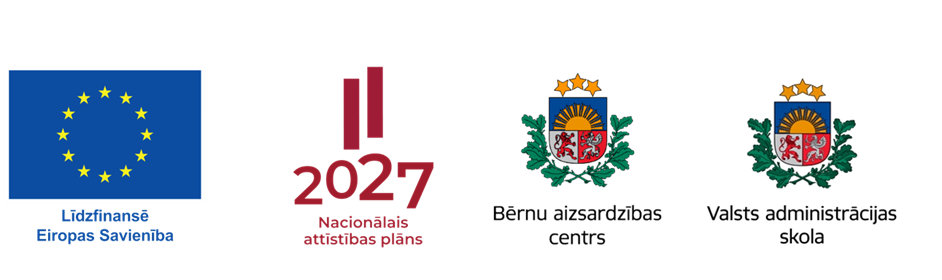 Līdzfinansē
Eiropas Savienība
2027
Nacionālais
attīstības plāns
Bērnu aizsardzības
centrs
Valsts administrācijas
skola